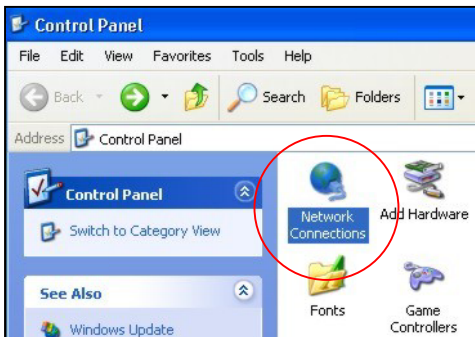 Control Panel
File Edit View Favorites Tools Help
Back Search Folders
Address Control Panel
Control Panel
Switch to Category View
See Also
Windows Update
Network Connections
Add Hardware
Fonts
Game Controllers